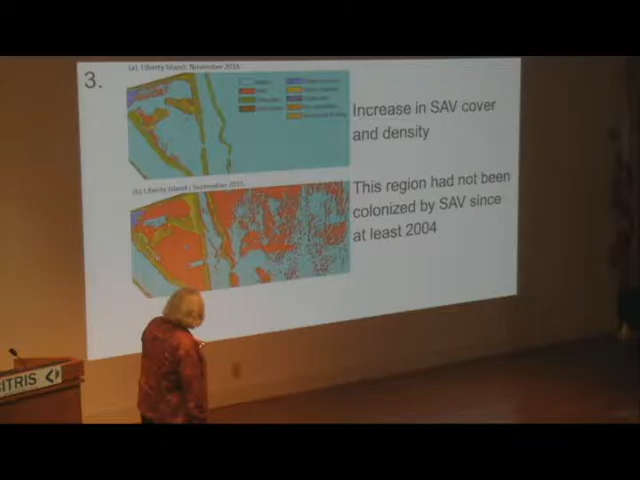 3.
(a). Liberty Island: November 2014
Increase in SAV cover
and density
(b) Liberty Island: September 2015
This region had not been
colonized by SAV since
at least 2004
CITRIS